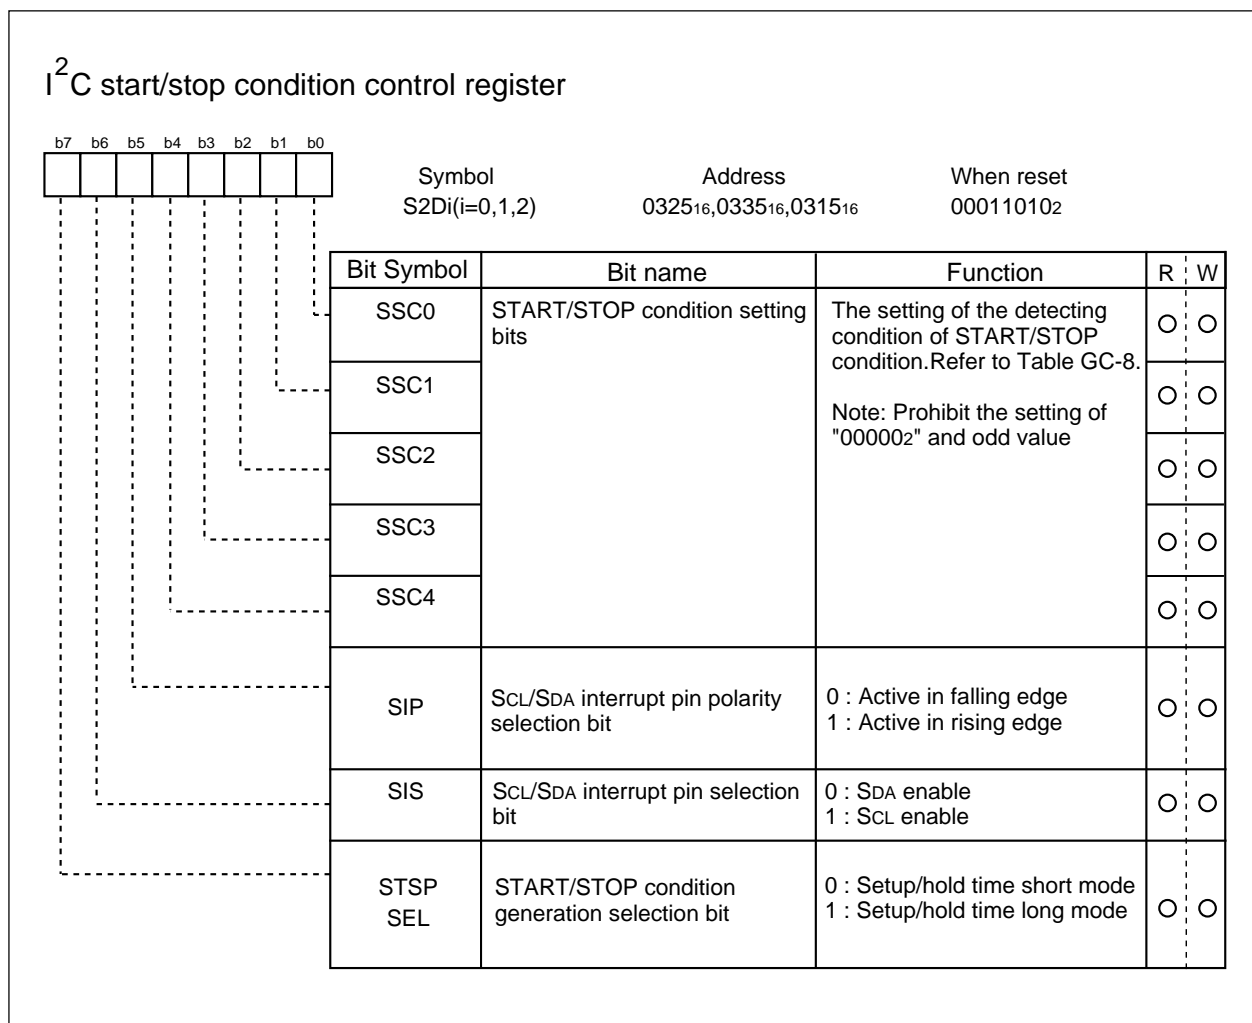 I2C start/stop condition control register
b7 b6 b5 b4 b3 b2 b1 b0
Symbol Address When reset
S2Di(i=0,1,2) 032516,033516,031516 000110102
Bit Symbol Bit name Function R W
SSC0 START/STOP condition setting bits The setting of the detecting condition of START/STOP condition.Refer to Table GC-8.
SSC1 Note: Prohibit the setting of "000002" and odd value
SSC2
SSC3
SSC4
SIP SCL/SDA interrupt pin polarity selection bit 0 : Active in falling edge
1 : Active in rising edge
SIS SCL/SDA interrupt pin selection bit 0 : SDA enable
1 : SCL enable
STSP SEL START/STOP condition generation selection bit 0 : Setup/hold time short mode
1 : Setup/hold time long mode